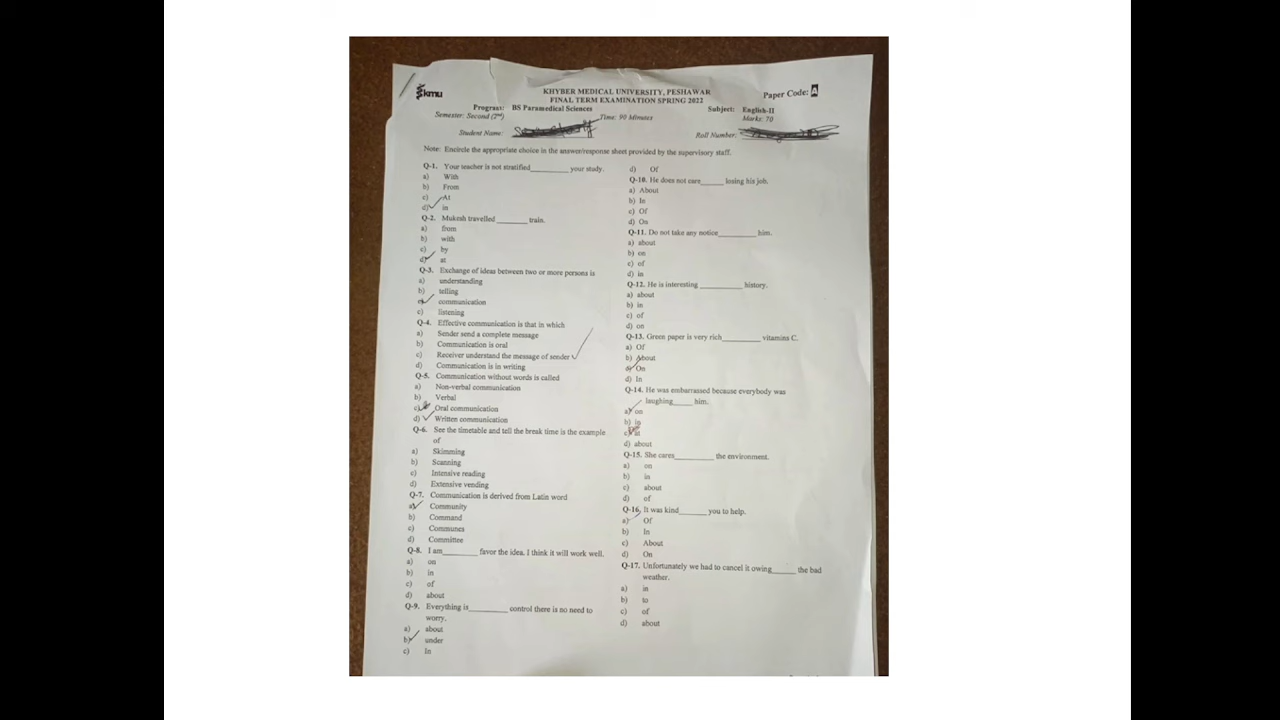 kmu
KHYBER MEDICAL UNIVERSITY, PESHAWAR
FINAL TERM EXAMINATION SPRING 2022
Paper Code: A
Program: BS Paramedical Sciences
Subject: English-II
Semester: Second (2nd)
Time: 90 Minutes
Marks: 70
Student Name:
Roll Number:
Note: Encircle the appropriate choice in the answer/response sheet provided by the supervisory staff.
Q-1. Your teacher is not stratified_________ your study.
a) With
b) From
c) At
d) in
Q-2. Mukesh travelled _______ train.
a) from
b) with
c) by
d) at
Q-3. Exchange of ideas between two or more persons is
a) understanding
b) telling
communication
c) listening
Q-4. Effective communication is that in which
a) Sender send a complete message
b) Communication is oral
c) Receiver understand the message of sender
d) Communication is in writing
Q-5. Communication without words is called
a) Non-verbal communication
b) Verbal
c) Oral communication
d) Written communication
Q-6. See the timetable and tell the break time is the example
of
a) Skimming
b) Scanning
c) Intensive reading
d) Extensive vending
Q-7. Communication is derived from Latin word
a) Community
b) Command
c) Communes
d) Committee
Q-8. I am________ favor the idea. I think it will work well.
a) on
b) in
c) of
d) about
Q-9. Everything is_________ control there is no need to
worry.
a) about
b) under
c) In
d) Of
Q-10. He does not care_____ losing his job.
a) About
b) In
c) Of
d) On
Q-11. Do not take any notice_________ him.
a) about
b) on
c) of
d) in
Q-12. He is interesting __________ history.
a) about
b) in
c) of
d) on
Q-13. Green paper is very rich_________ vitamins C.
a) Of
b) About
c) On
d) In
Q-14. He was embarrassed because everybody was
laughing____ him.
a) on
b) in
c) at
d) about
Q-15. She cares_________ the environment.
a) on
b) in
c) about
d) of
Q-16. It was kind______ you to help.
a) Of
b) In
c) About
d) On
Q-17. Unfortunately we had to cancel it owing_____ the bad
weather.
a) in
b) to
c) of
d) about